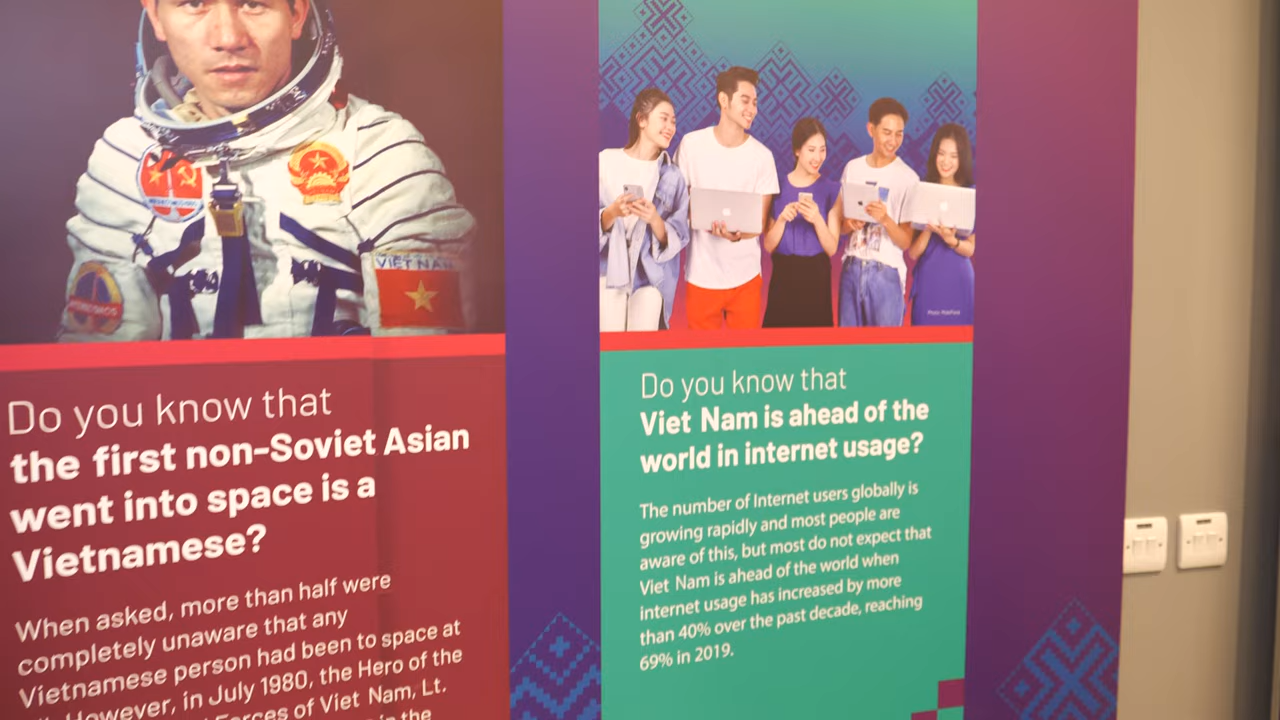 VIET NAM
Do you know that
the first non-Soviet Asian
went into space is a
Vietnamese?
When asked, more than half were
completely unaware that any
Vietnamese person had been to space at
However, in July 1980, the Hero of the
Forces of Viet Nam, Lt.
in the
Do you know that
Viet Nam is ahead of the
world in internet usage?
The number of Internet users globally is
growing rapidly and most people are
aware of this, but most do not expect that
Viet Nam is ahead of the world when
internet usage has increased by more
than 40% over the past decade, reaching
69% in 2019.